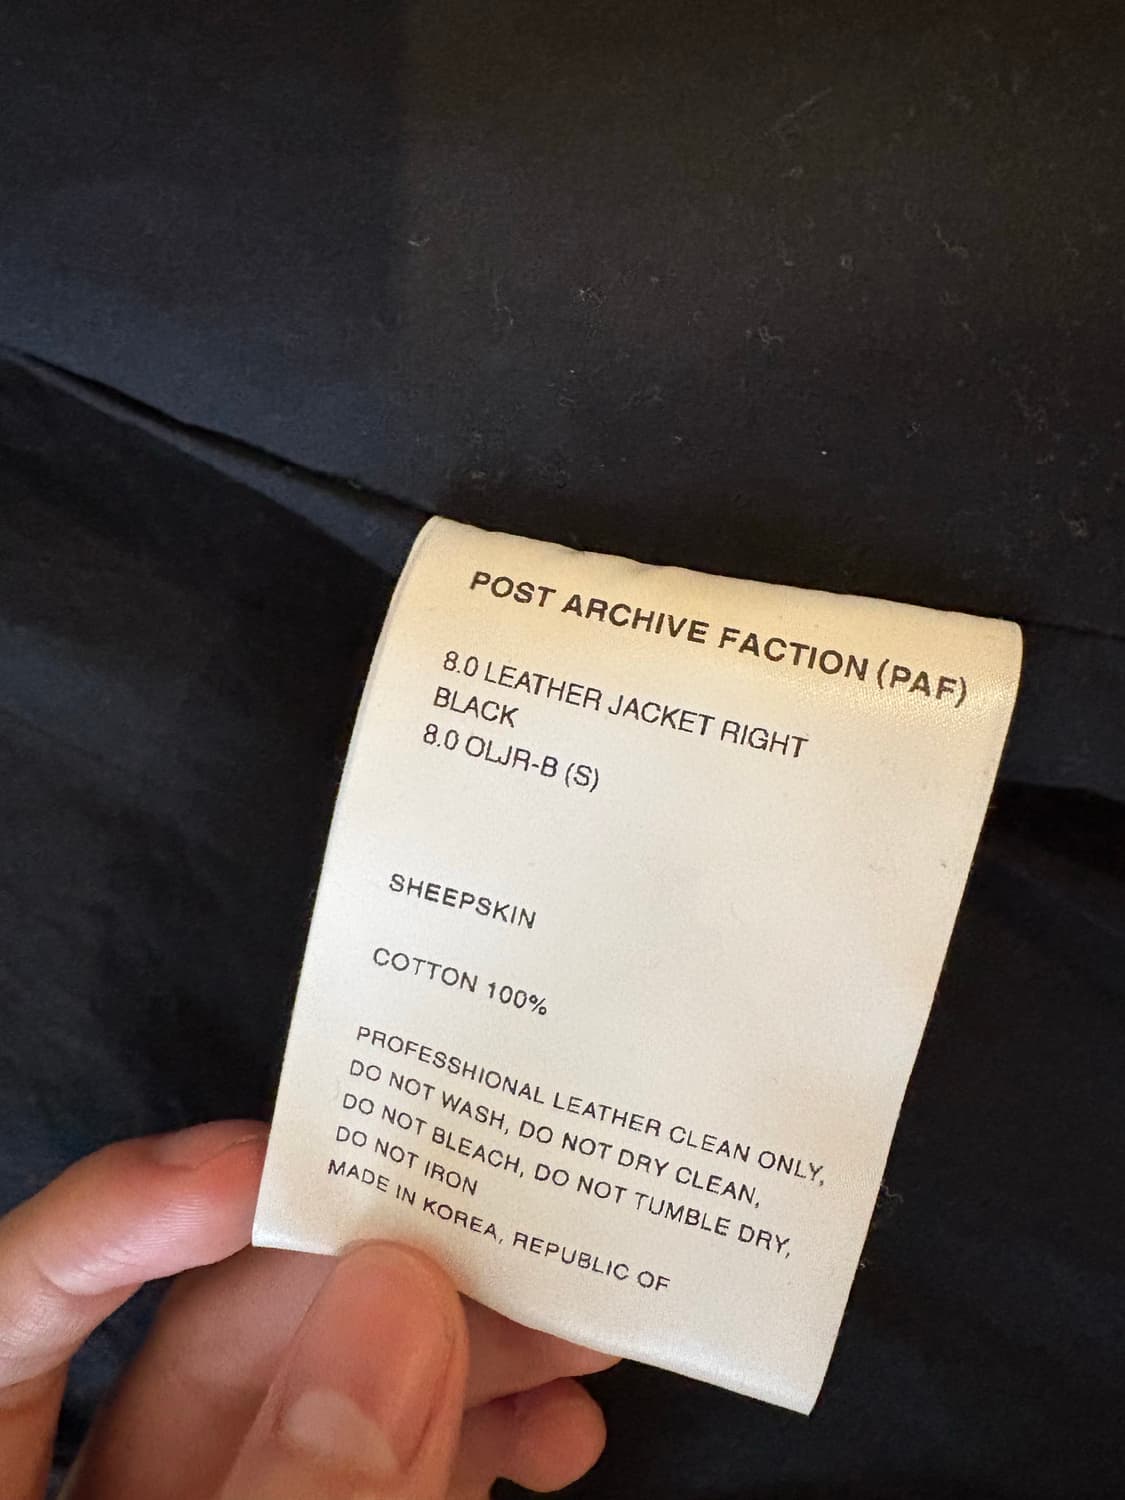 POST ARCHIVE FACTION (PAF)
8.0 LEATHER JACKET RIGHT
BLACK
8.0 OLJR-B (S)
SHEEPSKIN
COTTON 100%
PROFESSIONAL LEATHER CLEAN ONLY,
DO NOT WASH, DO NOT DRY CLEAN,
DO NOT BLEACH, DO NOT TUMBLE DRY,
DO NOT IRON
MADE IN KOREA, REPUBLIC OF